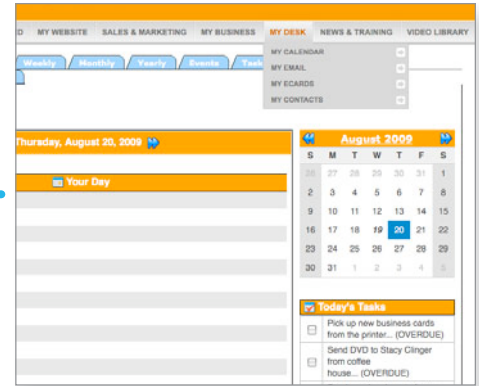 D MY WEBSITE SALES & MARKETING MY BUSINESS MY DESK NEWS & TRAINING VIDEO LIBRARY
MY CALENDAR
MY EMAIL
MY ECARDS
MY CONTACTS
Weekly Monthly Yearly Events Task
Thursday, August 20, 2009
Your Day
August 2009
S M T W T F S
26 27 28 29 30 31 1
2 3 4 5 6 7 8
9 10 11 12 13 14 15
16 17 18 19 20 21 22
23 24 25 26 27 28 29
30 31 1 2 3 4 5
Today's Tasks
Pick up new business cards
from the printer... (OVERDUE)
Send DVD to Stacy Clinger
from coffee
house... (OVERDUE)